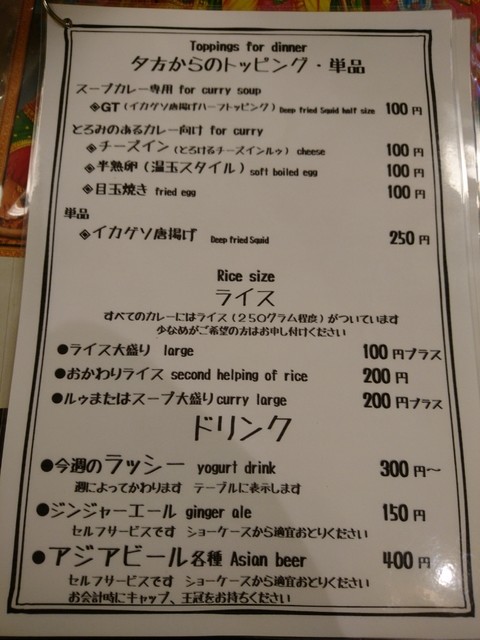 Toppings for dinner
夕方からのトッピング・単品
スープカレー専用 for curry soup
◈GT(イカゲソ唐揚げハーフトッピング) Deep fried Squid half size 100円
とろみのあるカレー向け for curry
◈チーズイン(とろけるチーズインルゥ) cheese 100円
◈半熟卵(温玉スタイル) soft boiled egg 100円
◈目玉焼き fried egg 100円
単品
◈イカゲソ唐揚げ Deep fried Squid 250円
Rice size
ライス
すべてのカレーにはライス(250グラム程度)がついています
少なめがご希望の方はお申し付けください
●ライス大盛り large 100円プラス
●おかわりライス second helping of rice 200円
●ルゥまたはスープ大盛り curry large 200円プラス
ドリンク
●今週のラッシー yogurt drink 300円～
週によってかわります テーブルに表示します
●ジンジャーエール ginger ale 150円
セルフサービスです ショーケースから適宜おとりください
●アジアビール各種 Asian beer 400円
セルフサービスです ショーケースから適宜おとりください
お会計時にキャップ、王冠をお持ちください